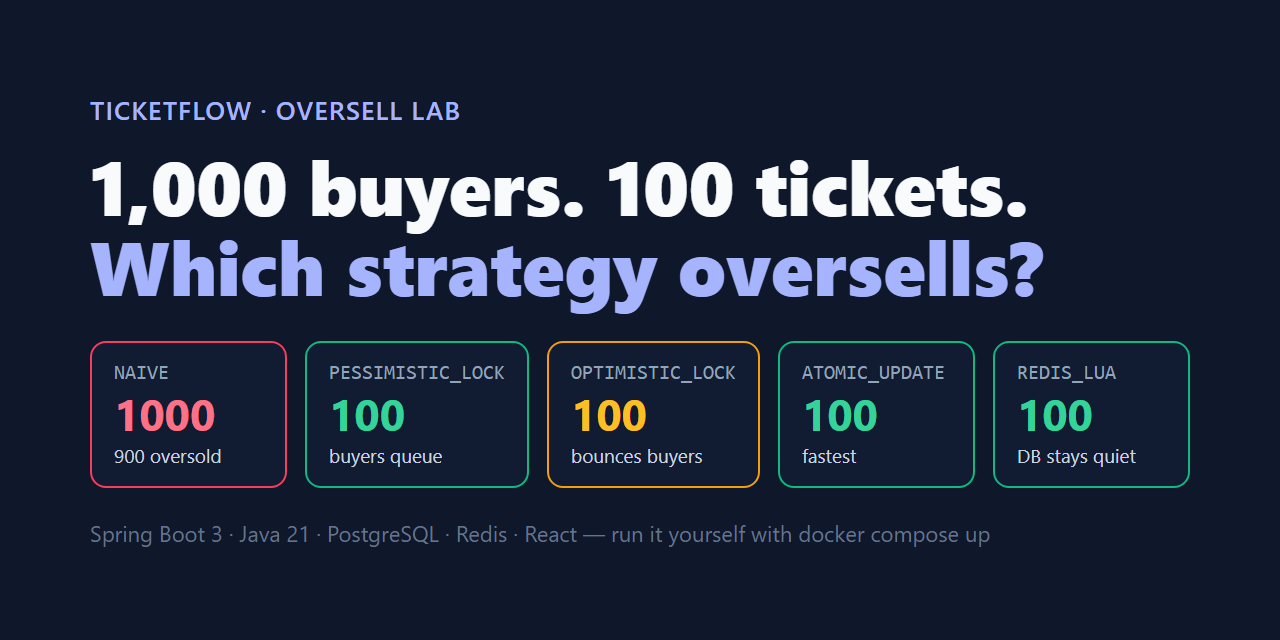 TICKETFLOW · OVERSELL LAB
1,000 buyers. 100 tickets.
Which strategy oversells?
NAIVE
1000
900 oversold
PESSIMISTIC_LOCK
100
buyers queue
OPTIMISTIC_LOCK
100
bounces buyers
ATOMIC_UPDATE
100
fastest
REDIS_LUA
100
DB stays quiet
Spring Boot 3 · Java 21 · PostgreSQL · Redis · React — run it yourself with docker compose up